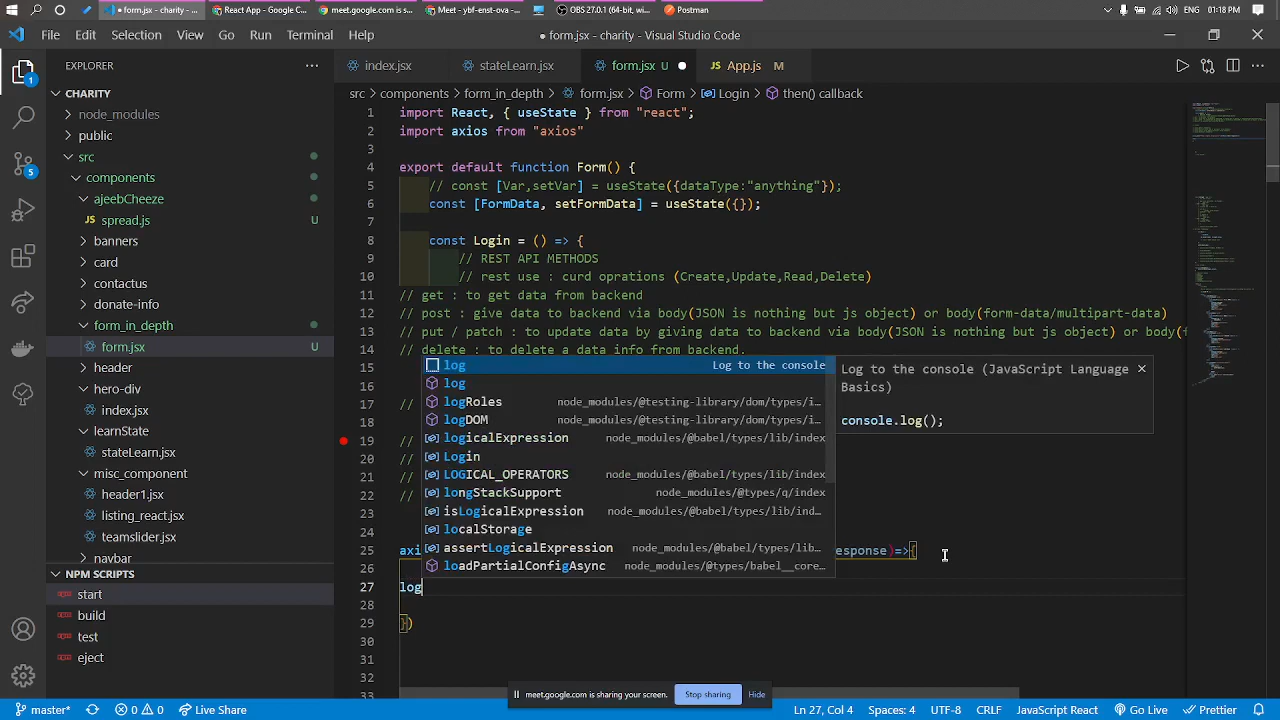 form.jsx - charity - ...
React App - Google C...
meet.google.com is s...
Meet - ybf-east-ova - ...
OBS 27.0.1 (64-bit, wi...
Postman
ENG
01:18 PM
File Edit Selection View Go Run Terminal Help
● form.jsx - charity - Visual Studio Code
EXPLORER
index.jsx
stateLearn.jsx
form.jsx U
JS App.js M
src > components > form_in_depth > form.jsx > Form > Login > then() callback
CHARITY
node_modules
public
src
components
ajeebCheeze
JS spread.js U
banners
card
contactus
donate-info
form_in_depth
form.jsx U
header
hero-div
index.jsx
learnState
stateLearn.jsx
misc_component
header1.jsx
listing_react.jsx
teamslider.jsx
navbar
NPM SCRIPTS
start
build
test
eject
1 import React, { useState } from "react";
2 import axios from "axios"
3
4 export default function Form() {
5 // const [Var,setVar] = useState({dataType:"anything"});
6 const [FormData, setFormData] = useState({});
7
8 const Login = () => {
9 // REST-API METHODS
10 // CRUD : cup operations (Create,Update,Read,Delete)
11 // get : to get data from backend
12 // post : give data to backend via body(JSON is nothing but js object) or body(form-data/multipart-data)
13 // put / patch : to update data by giving data to backend via body(JSON is nothing but js object) or body(f
14 // delete : to delete a data info from backend.
15
16
17 //
18
19 //
20 //
21 //
22 //
23
24
25 axi
esponse)=>{
26
27 log
28
29 })
30
31
32
33
log Log to the console
log
logRoles node_modules/@testing-library/dom/types/i...
logDOM node_modules/@testing-library/dom/types/i...
logicalExpression node_modules/@babel/types/lib/index
Login
LOGICAL_OPERATORS node_modules/@babel/types/lib/index
longStackSupport node_modules/@types/q/index
isLogicalExpression node_modules/@babel/types/lib/ind...
localStorage
assertLogicalExpression node_modules/@babel/types/lib...
loadPartialConfigAsync node_modules/@types/babel__core...
Log to the console (JavaScript Language
Basics)
console.log();
meet.google.com is sharing your screen.
Stop sharing
Hide
master*
0 0
Live Share
Ln 27, Col 4
Spaces: 4
UTF-8
CRLF
JavaScript React
Go Live
Prettier
1
5